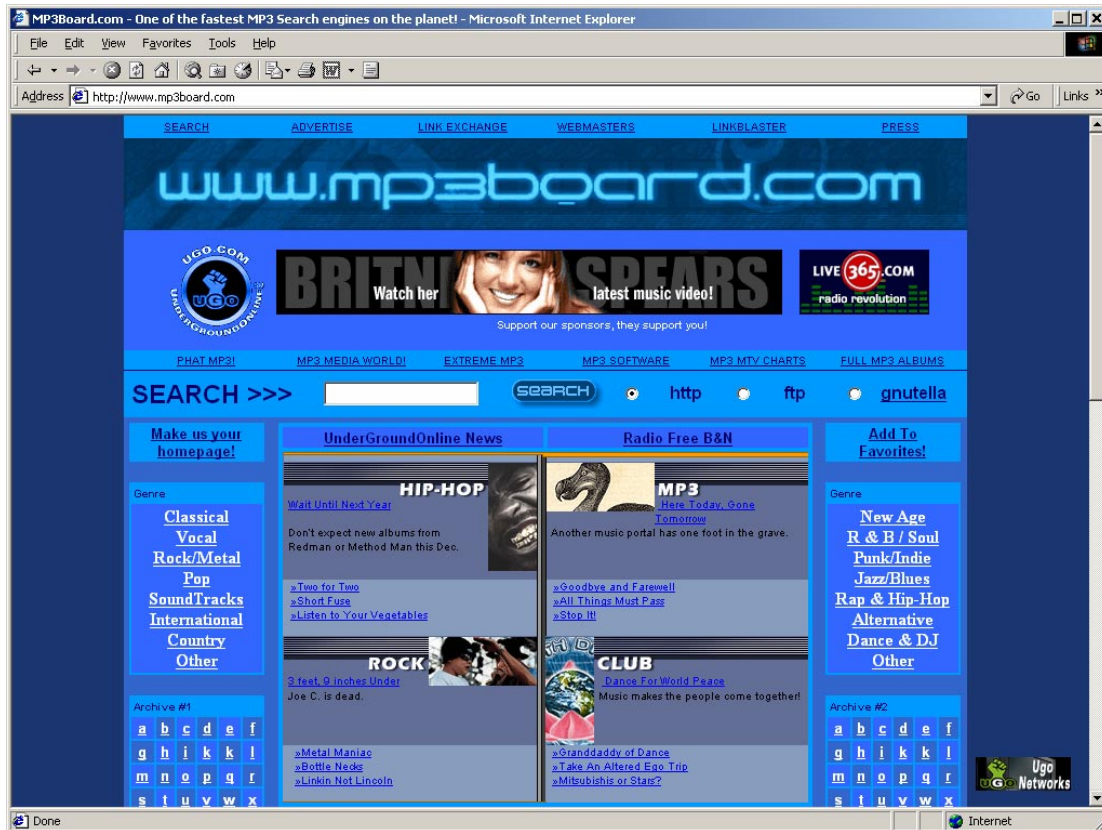 MP3Board.com - One of the fastest MP3 Search engines on the planet! - Microsoft Internet Explorer
File Edit View Favorites Tools Help
Address http://www.mp3board.com Go Links »
SEARCH ADVERTISE LINK EXCHANGE WEBMASTERS LINKBLASTER PRESS
www.mp3board.com
UGO.COM
UGO
UNDERGROUNDONLINE
BRITNEY SPEARS
Watch her latest music video!
LIVE 365.COM
radio revolution
Support our sponsors, they support you!
PHAT MP3! MP3 MEDIA WORLD! EXTREME MP3 MP3 SOFTWARE MP3 MTV CHARTS FULL MP3 ALBUMS
SEARCH >>> SEARCH http ftp gnutella
Make us your
homepage!
Genre
Classical
Vocal
Rock/Metal
Pop
SoundTracks
International
Country
Other
Archive #1
a b c d e f
g h i k k l
m n o p q r
s t u v w x
UnderGroundOnline News
HIP-HOP
Wait Until Next Year
Don't expect new albums from
Redman or Method Man this Dec.
»Two for Two
»Short Fuse
»Listen to Your Vegetables
ROCK
3 feet, 9 inches Under
Joe C. is dead.
»Metal Maniac
»Bottle Necks
»Linkin Not Lincoln
Radio Free B&N
MP3
Here Today, Gone
Tomorrow
Another music portal has one foot in the grave.
»Goodbye and Farewell
»All Things Must Pass
»Stop It!
CLUB
Dance For World Peace
Music makes the people come together!
»Granddaddy of Dance
»Take An Altered Ego Trip
»Mitsubishis or Stars?
Add To
Favorites!
Genre
New Age
R & B / Soul
Punk/Indie
Jazz/Blues
Rap & Hip-Hop
Alternative
Dance & DJ
Other
Archive #2
a b c d e f
g h i k k l
m n o p q r
s t u v w x
UGO
Ugo
Networks
Done Internet